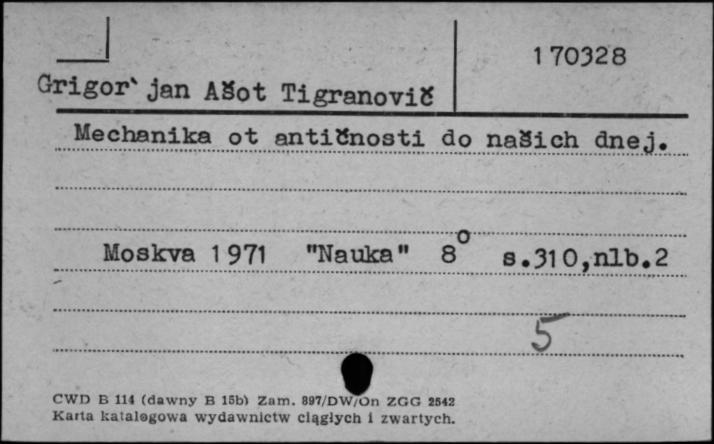 170328
Grigor`jan Ašot Tigranovič
Mechanika ot antičnosti do našich dnej.
Moskva 1971 "Nauka" 8° s.310,nlb.2
5
CWD B 114 (dawny B 15b) Zam. 897/DW/On ZGG 2542
Karta katalogowa wydawnictw ciągłych i zwartych.